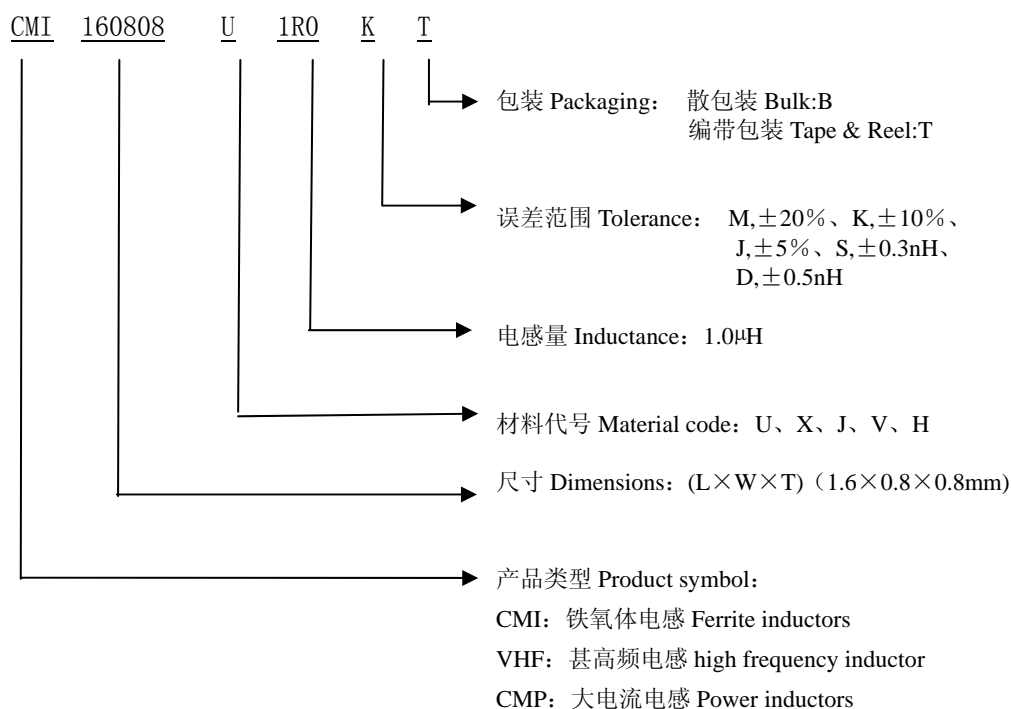 CMI 160808 U 1R0 K T
包装 Packaging： 散包装 Bulk:B
编带包装 Tape & Reel:T
误差范围 Tolerance： M,±20％、K,±10％、
J,±5％、S,±0.3nH、
D,±0.5nH
电感量 Inductance：1.0μH
材料代号 Material code：U、X、J、V、H
尺寸 Dimensions：(L×W×T)（1.6×0.8×0.8mm)
产品类型 Product symbol：
CMI：铁氧体电感 Ferrite inductors
VHF：甚高频电感 high frequency inductor
CMP：大电流电感 Power inductors